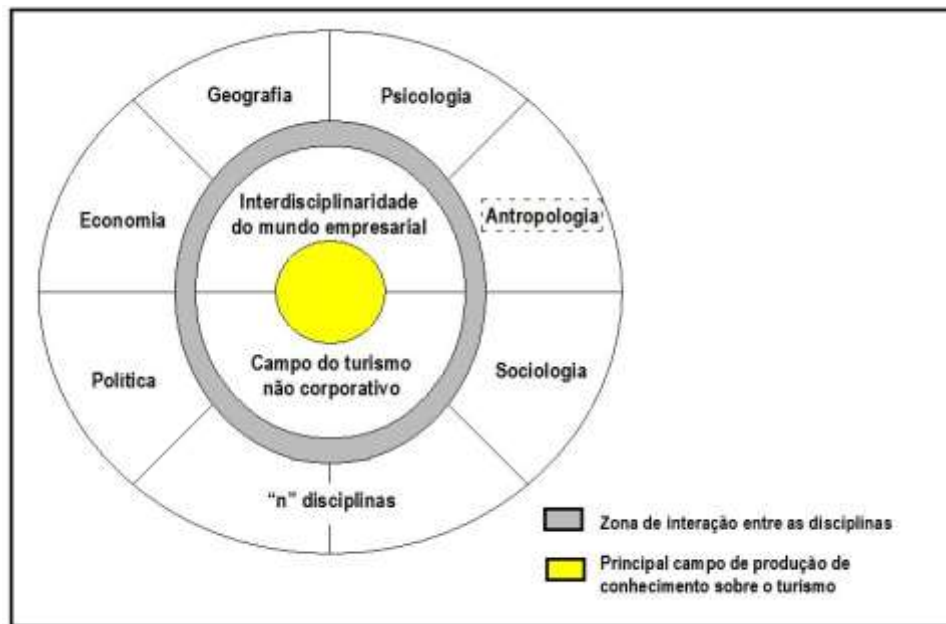 Geografia
Psicologia
Economia
Interdisciplinaridade
do mundo empresarial
Antropologia
Política
Campo do turismo
não corporativo
Sociologia
“n” disciplinas
Zona de interação entre as disciplinas
Principal campo de produção de
conhecimento sobre o turismo